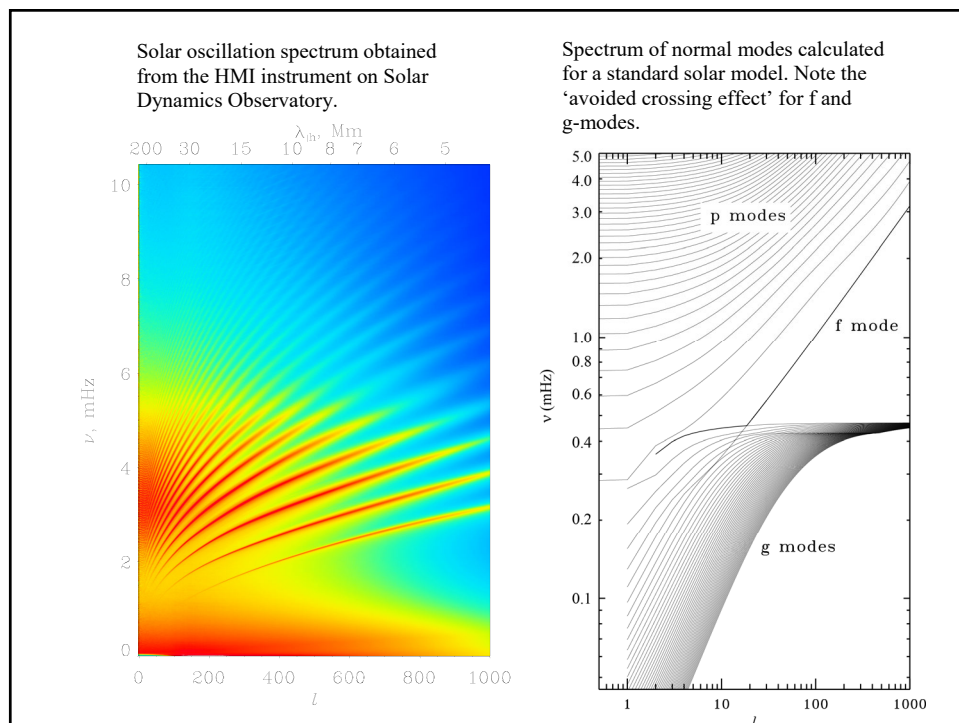 Solar oscillation spectrum obtained
from the HMI instrument on Solar
Dynamics Observatory.
Spectrum of normal modes calculated
for a standard solar model. Note the
‘avoided crossing effect’ for f and
g-modes.
λ_h, Mm
200 30 15 10 8 7 6 5
10
8
6
4
2
0
ν, mHz
0 200 400 600 800 1000
l
5.0
4.0
3.0
2.0
1.0
0.8
0.6
0.4
0.2
0.1
ν (mHz)
p modes
f mode
g modes
1 10 100 1000
l